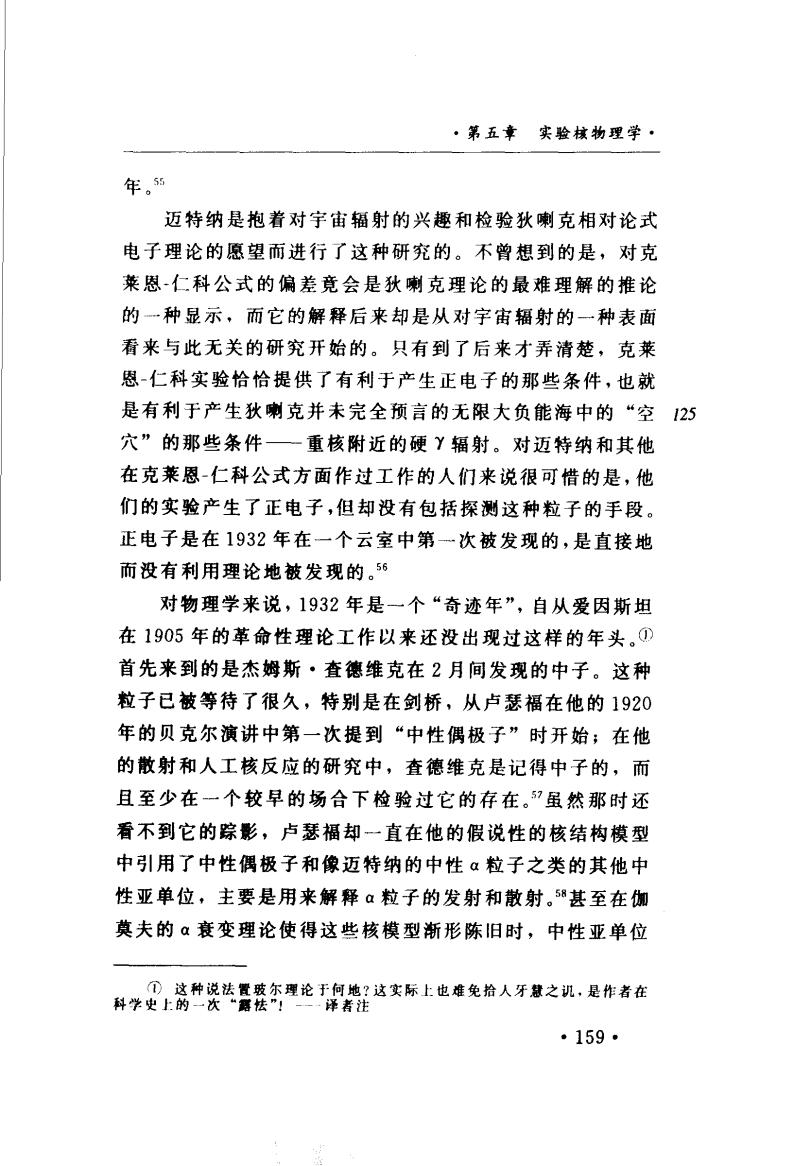 ·第五章 实验核物理学·
年。55
迈特纳是抱着对宇宙辐射的兴趣和检验狄喇克相对论式
电子理论的愿望而进行了这种研究的。不曾想到的是，对克
莱恩-仁科公式的偏差竟会是狄喇克理论的最难理解的推论
的一种显示，而它的解释后来却是从对宇宙辐射的一种表面
看来与此无关的研究开始的。只有到了后来才弄清楚，克莱
恩-仁科实验恰恰提供了有利于产生正电子的那些条件，也就
是有利于产生狄喇克并未完全预言的无限大负能海中的“空 125
穴”的那些条件——重核附近的硬γ辐射。对迈特纳和其他
在克莱恩-仁科公式方面作过工作的人们来说很可惜的是，他
们的实验产生了正电子，但却没有包括探测这种粒子的手段。
正电子是在1932年在一个云室中第一次被发现的，是直接地
而没有利用理论地被发现的。56
对物理学来说，1932年是一个“奇迹年”，自从爱因斯坦
在1905年的革命性理论工作以来还没出现过这样的年头。①
首先来到的是杰姆斯·查德维克在2月间发现的中子。这种
粒子已被等待了很久，特别是在剑桥，从卢瑟福在他的1920
年的贝克尔演讲中第一次提到“中性偶极子”时开始；在他
的散射和人工核反应的研究中，查德维克是记得中子的，而
且至少在一个较早的场合下检验过它的存在。57虽然那时还
看不到它的踪影，卢瑟福却一直在他的假说性的核结构模型
中引用了中性偶极子和像迈特纳的中性α粒子之类的其他中
性亚单位，主要是用来解释α粒子的发射和散射。58甚至在伽
莫夫的α衰变理论使得这些核模型渐形陈旧时，中性亚单位
① 这种说法置玻尔理论于何地？这实际上也难免拾人牙慧之讥，是作者在
科学史上的一次“露怯”！——译者注
·159·